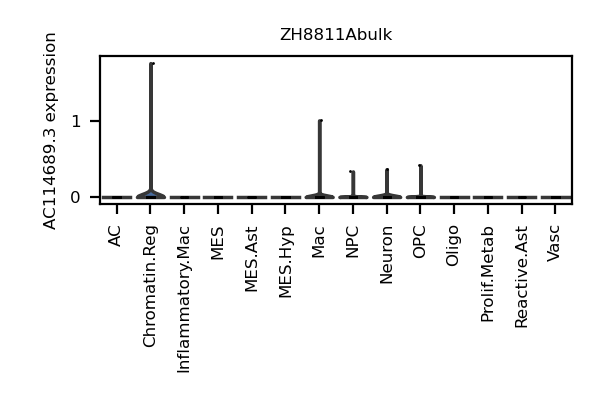 ZH8811Abulk
AC114689.3 expression
1
0
AC
Chromatin.Reg
Inflammatory.Mac
MES
MES.Ast
MES.Hyp
Mac
NPC
Neuron
OPC
Oligo
Prolif.Metab
Reactive.Ast
Vasc